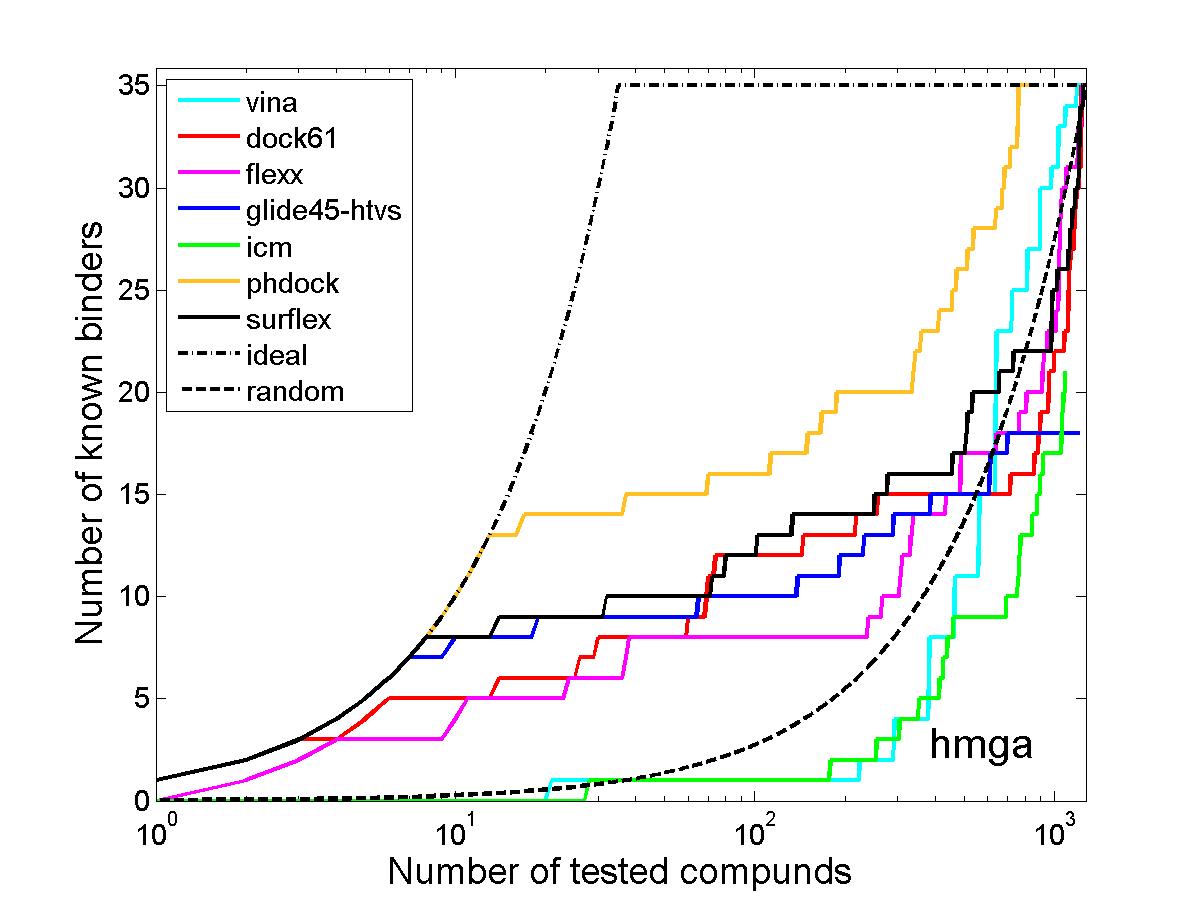 35
30
25
20
15
10
5
0
Number of known binders
vina
dock61
flexx
glide45-htvs
icm
phdock
surflex
ideal
random
hmga
10^0 10^1 10^2 10^3
Number of tested compunds